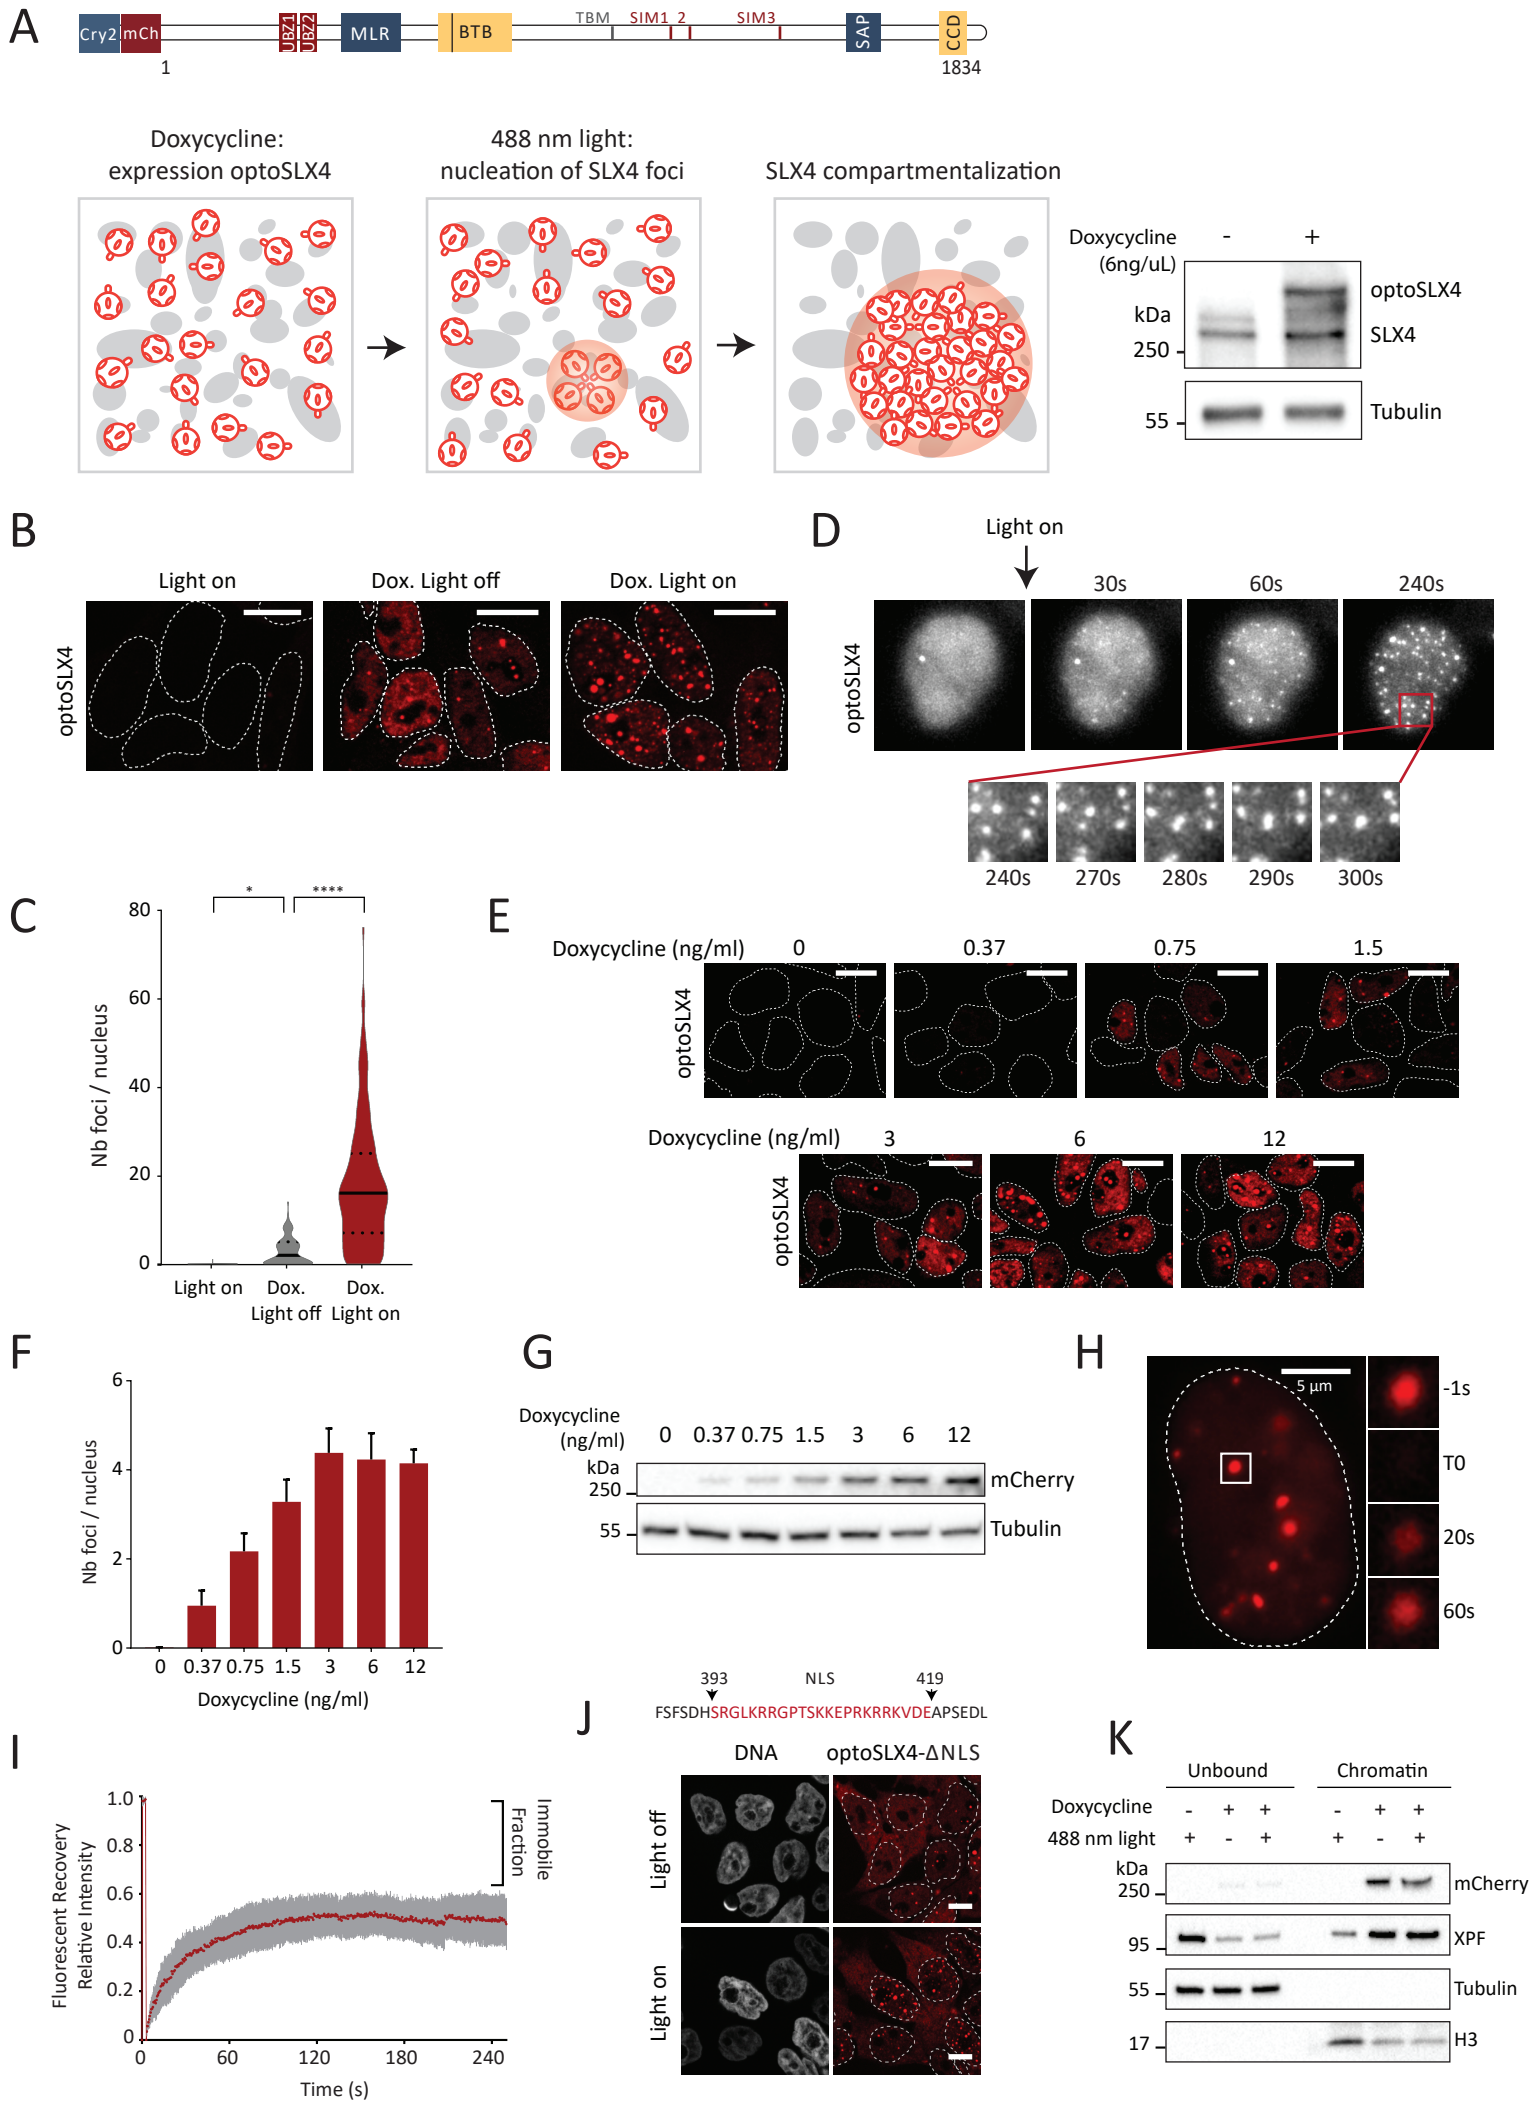 A
Cry2 mCh UBZ1 UBZ2 MLR BTB TBM SIM1 2 SIM3 SAP CCD
1 1834
Doxycycline:
expression optoSLX4
488 nm light:
nucleation of SLX4 foci
SLX4 compartmentalization
Doxycycline - +
(6ng/uL)
kDa
250
55
optoSLX4
SLX4
Tubulin
B
Light on Dox. Light off Dox. Light on
optoSLX4
D
Light on
30s 60s 240s
optoSLX4
240s 270s 280s 290s 300s
C
* ****
80
60
40
20
0
Nb foci / nucleus
Light on Dox. Dox.
Light off Light on
E
Doxycycline (ng/ml) 0 0.37 0.75 1.5
optoSLX4
Doxycycline (ng/ml) 3 6 12
optoSLX4
F
6
4
2
0
Nb foci / nucleus
0 0.37 0.75 1.5 3 6 12
Doxycycline (ng/ml)
G
Doxycycline
(ng/ml) 0 0.37 0.75 1.5 3 6 12
kDa
250 mCherry
55 Tubulin
H
5 µm
-1s
T0
20s
60s
I
1.0
0.8
0.6
0.4
0.2
0
Fluorescent Recovery
Relative Intensity
Immobile
Fraction
0 60 120 180 240
Time (s)
J
393 NLS 419
FSFSDHSRGLKRRGPTSKKEPRKRRKVDEAPSEDL
DNA optoSLX4-ΔNLS
Light off
Light on
K
Unbound Chromatin
Doxycycline - + + - + +
488 nm light + - + + - +
kDa
250 mCherry
95 XPF
55 Tubulin
17 H3